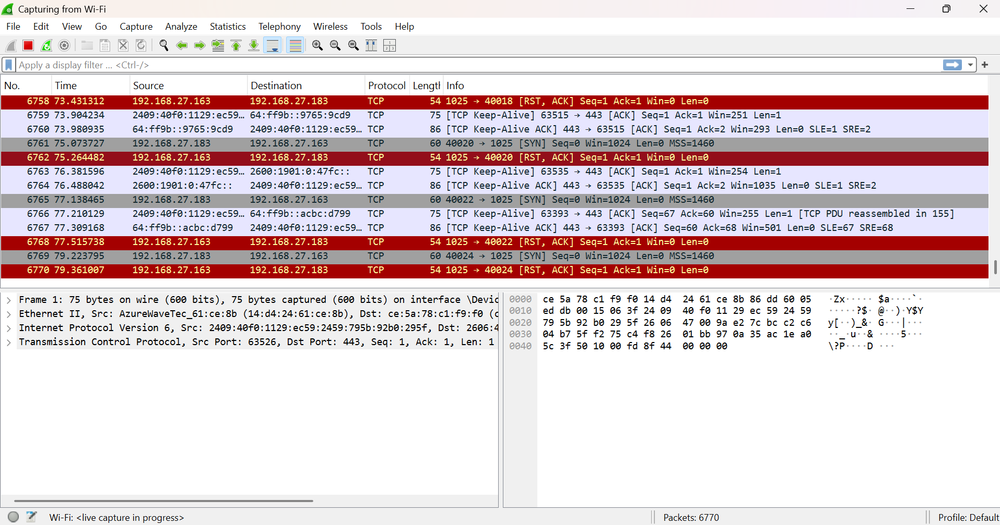 Capturing from Wi-Fi
File Edit View Go Capture Analyze Statistics Telephony Wireless Tools Help
Apply a display filter ... <Ctrl-/>
No. Time Source Destination Protocol Length Info
6758 73.431312 192.168.27.163 192.168.27.183 TCP 54 1025 → 40018 [RST, ACK] Seq=1 Ack=1 Win=0 Len=0
6759 73.904234 2409:40f0:1129:ec59… 64:ff9b::9765:9cd9 TCP 75 [TCP Keep-Alive] 63515 → 443 [ACK] Seq=1 Ack=1 Win=251 Len=1
6760 73.980935 64:ff9b::9765:9cd9 2409:40f0:1129:ec59… TCP 86 [TCP Keep-Alive ACK] 443 → 63515 [ACK] Seq=1 Ack=2 Win=293 Len=0 SLE=1 SRE=2
6761 75.073727 192.168.27.183 192.168.27.163 TCP 60 40020 → 1025 [SYN] Seq=0 Win=1024 Len=0 MSS=1460
6762 75.264482 192.168.27.163 192.168.27.183 TCP 54 1025 → 40020 [RST, ACK] Seq=1 Ack=1 Win=0 Len=0
6763 76.381596 2409:40f0:1129:ec59… 2600:1901:0:47fc:: TCP 75 [TCP Keep-Alive] 63535 → 443 [ACK] Seq=1 Ack=1 Win=254 Len=1
6764 76.488042 2600:1901:0:47fc:: 2409:40f0:1129:ec59… TCP 86 [TCP Keep-Alive ACK] 443 → 63535 [ACK] Seq=1 Ack=2 Win=1035 Len=0 SLE=1 SRE=2
6765 77.138465 192.168.27.183 192.168.27.163 TCP 60 40022 → 1025 [SYN] Seq=0 Win=1024 Len=0 MSS=1460
6766 77.210129 2409:40f0:1129:ec59… 64:ff9b::acbc:d799 TCP 75 [TCP Keep-Alive] 63393 → 443 [ACK] Seq=67 Ack=60 Win=255 Len=1 [TCP PDU reassembled in 155]
6767 77.309168 64:ff9b::acbc:d799 2409:40f0:1129:ec59… TCP 86 [TCP Keep-Alive ACK] 443 → 63393 [ACK] Seq=60 Ack=68 Win=501 Len=0 SLE=67 SRE=68
6768 77.515738 192.168.27.163 192.168.27.183 TCP 54 1025 → 40022 [RST, ACK] Seq=1 Ack=1 Win=0 Len=0
6769 79.223795 192.168.27.183 192.168.27.163 TCP 60 40024 → 1025 [SYN] Seq=0 Win=1024 Len=0 MSS=1460
6770 79.361007 192.168.27.163 192.168.27.183 TCP 54 1025 → 40024 [RST, ACK] Seq=1 Ack=1 Win=0 Len=0
Frame 1: 75 bytes on wire (600 bits), 75 bytes captured (600 bits) on interface \Devic
Ethernet II, Src: AzureWaveTec_61:ce:8b (14:d4:24:61:ce:8b), Dst: ce:5a:78:c1:f9:f0 (c
Internet Protocol Version 6, Src: 2409:40f0:1129:ec59:2459:795b:92b0:295f, Dst: 2606:4
Transmission Control Protocol, Src Port: 63526, Dst Port: 443, Seq: 1, Ack: 1, Len: 1
0000 ce 5a 78 c1 f9 f0 14 d4 24 61 ce 8b 86 dd 60 05 ·Zx····· $a····`·
0010 ed db 00 15 06 3f 24 09 40 f0 11 29 ec 59 24 59 ·····?$· @··)·Y$Y
0020 79 5b 92 b0 29 5f 26 06 47 00 9a e2 7c bc c2 c6 y[··)_&· G···|···
0030 04 b7 5f f2 75 c4 f8 26 01 bb 97 0a 35 ac 1e a0 ··_·u··& ····5···
0040 5c 3f 50 10 00 fd 8f 44 00 00 00 \?P····D ···
Wi-Fi: <live capture in progress> Packets: 6770 Profile: Default